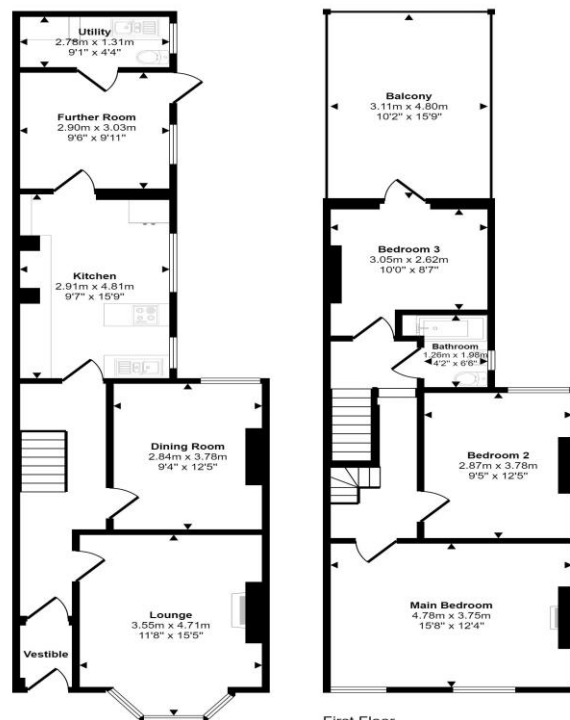 Utility
2.78m x 1.31m
9'1" x 4'4"
Further Room
2.90m x 3.03m
9'6" x 9'11"
Kitchen
2.91m x 4.81m
9'7" x 15'9"
Dining Room
2.84m x 3.78m
9'4" x 12'5"
Lounge
3.55m x 4.71m
11'8" x 15'5"
Vestible
Balcony
3.11m x 4.80m
10'2" x 15'9"
Bedroom 3
3.05m x 2.62m
10'0" x 8'7"
Bathroom
1.26m x 1.98m
4'2" x 6'6"
Bedroom 2
2.87m x 3.78m
9'5" x 12'5"
Main Bedroom
4.78m x 3.75m
15'8" x 12'4"
First Floor